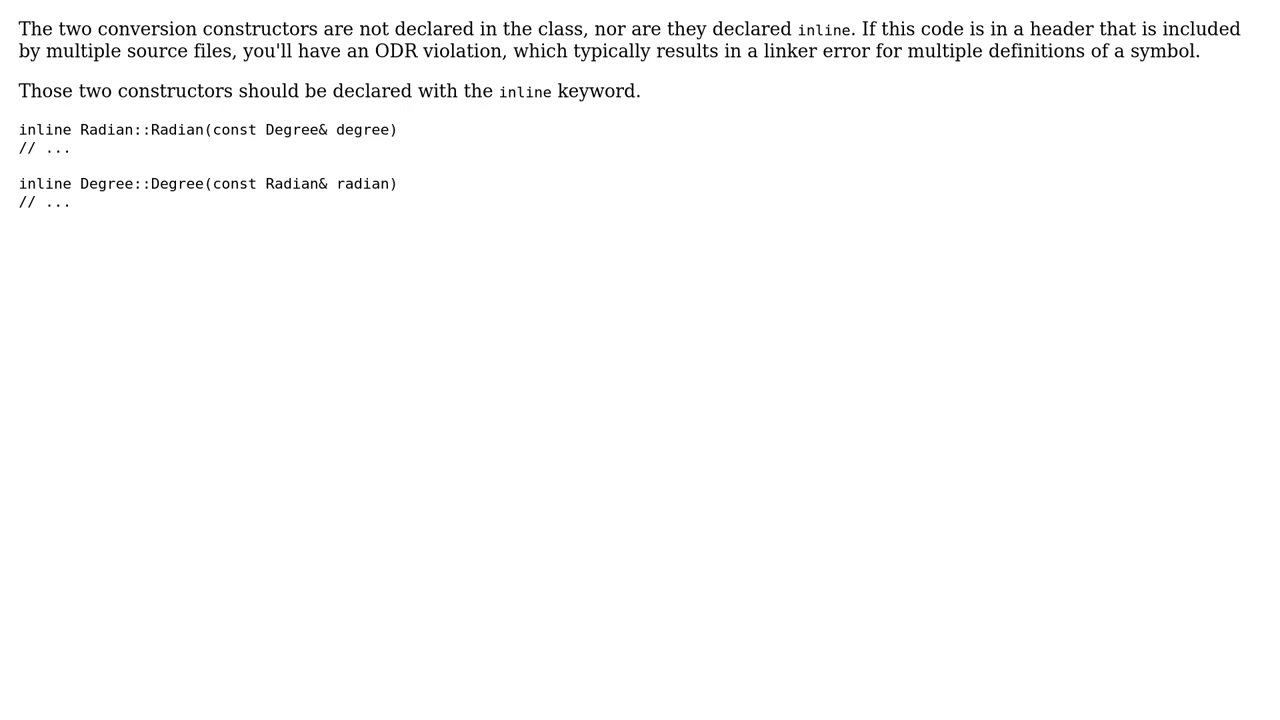 The two conversion constructors are not declared in the class, nor are they declared inline. If this code is in a header that is included
by multiple source files, you'll have an ODR violation, which typically results in a linker error for multiple definitions of a symbol.
Those two constructors should be declared with the inline keyword.
inline Radian::Radian(const Degree& degree)
// ...
inline Degree::Degree(const Radian& radian)
// ...